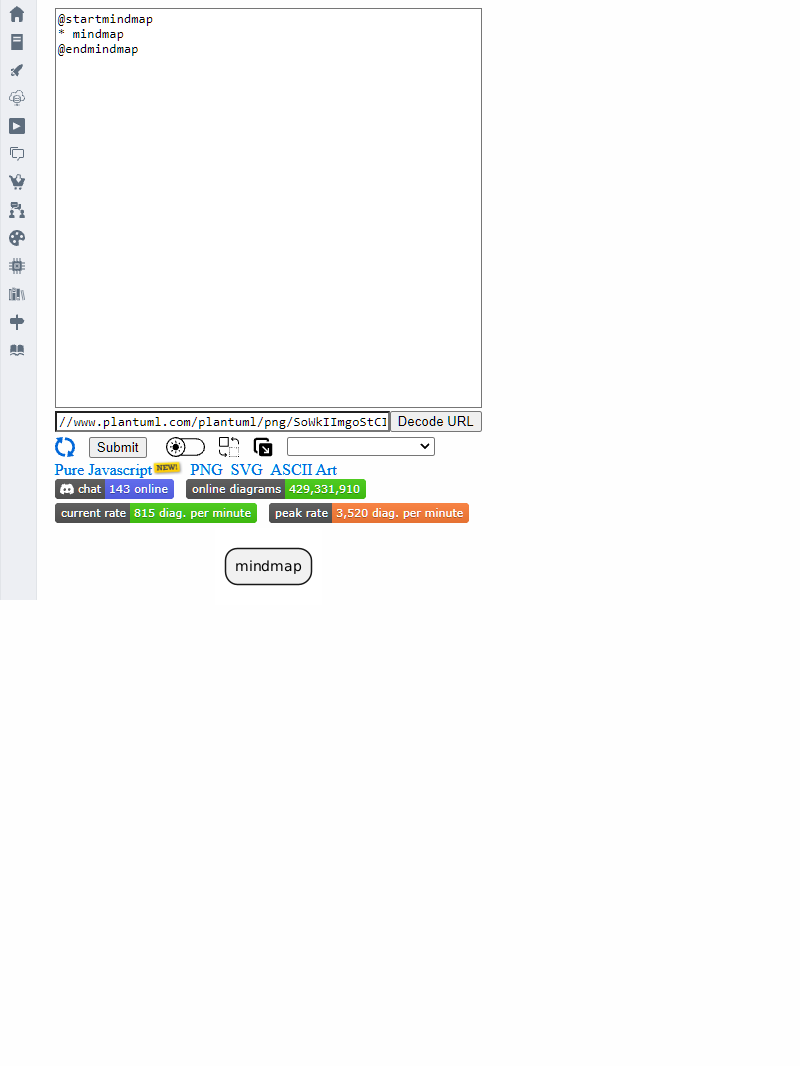 @startmindmap
* mindmap
@endmindmap
//www.plantuml.com/plantuml/png/SoWkIImgoStCI
Decode URL
Submit
Pure Javascript NEW! PNG SVG ASCII Art
chat 143 online online diagrams 429,331,910
current rate 815 diag. per minute peak rate 3,520 diag. per minute
mindmap